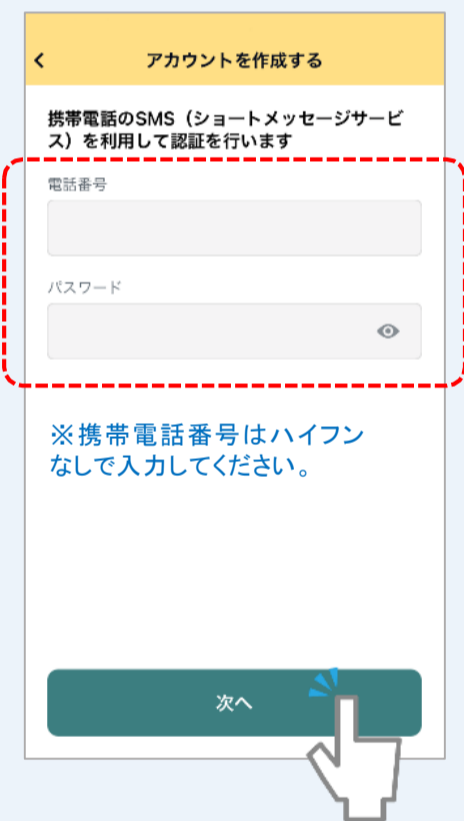 アカウントを作成する
携帯電話のSMS（ショートメッセージサービ
ス）を利用して認証を行います
電話番号
パスワード
※携帯電話番号はハイフン
なしで入力してください。
次へ